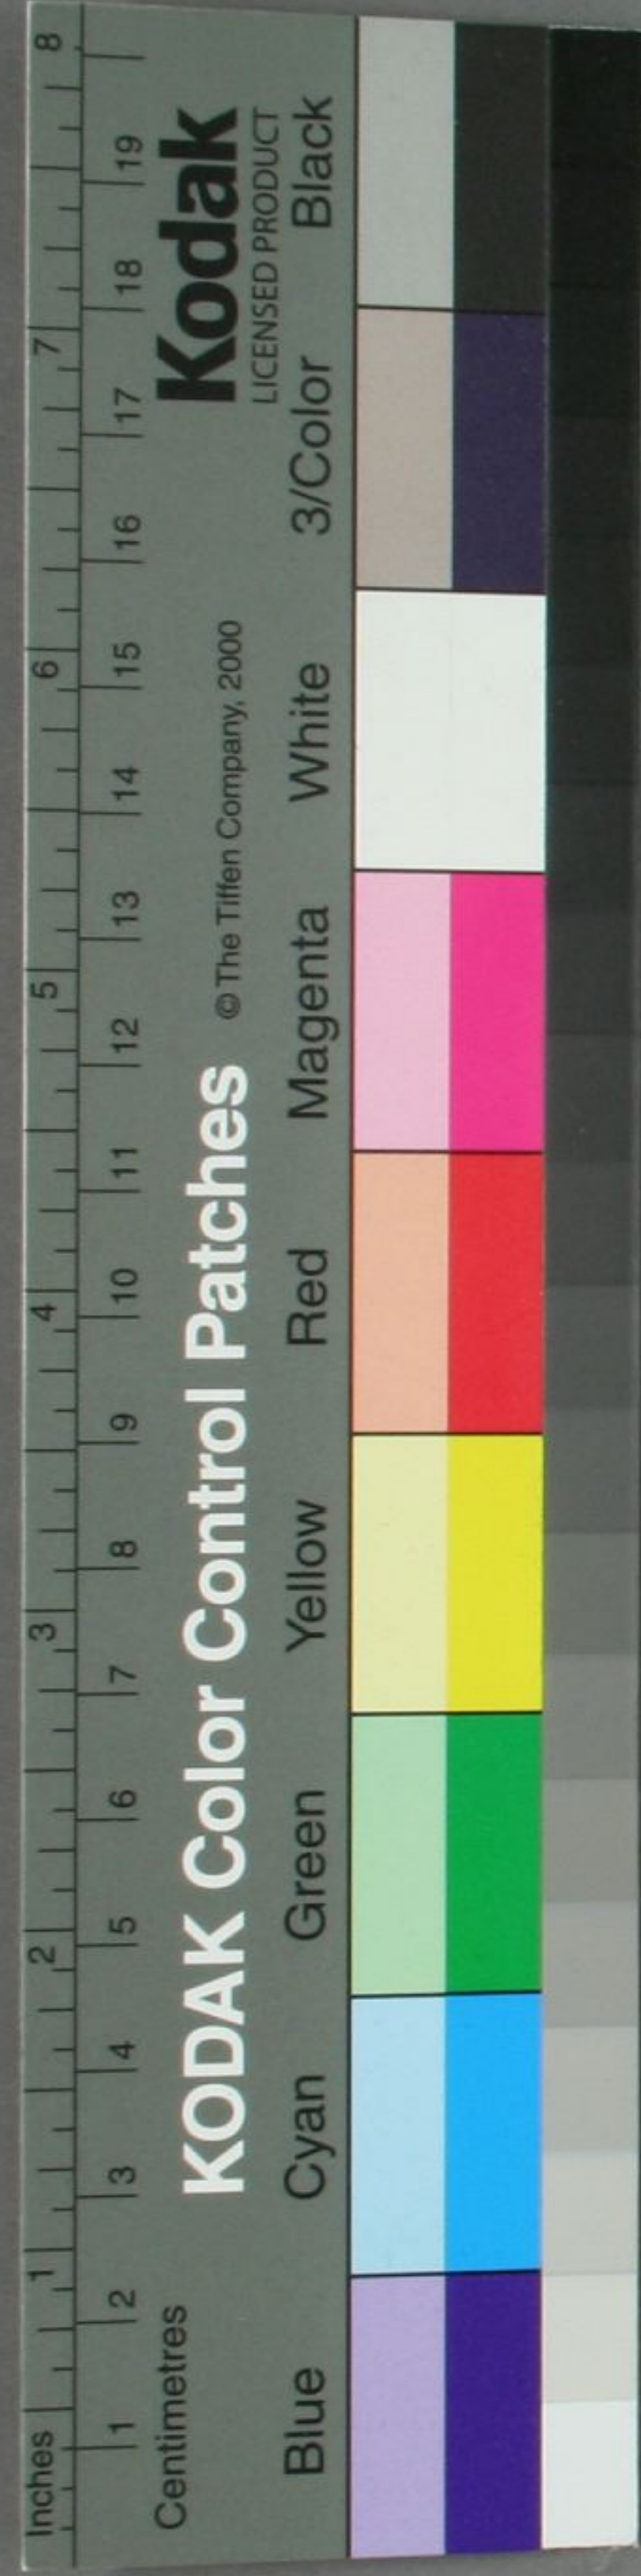 Inches 1 2 3 4 5 6 7 8
1 2 3 4 5 6 7 8 9 10 11 12 13 14 15 16 17 18 19
Centimetres
KODAK Color Control Patches © The Tiffen Company, 2000
Kodak
LICENSED PRODUCT
Blue Cyan Green Yellow Red Magenta White 3/Color Black